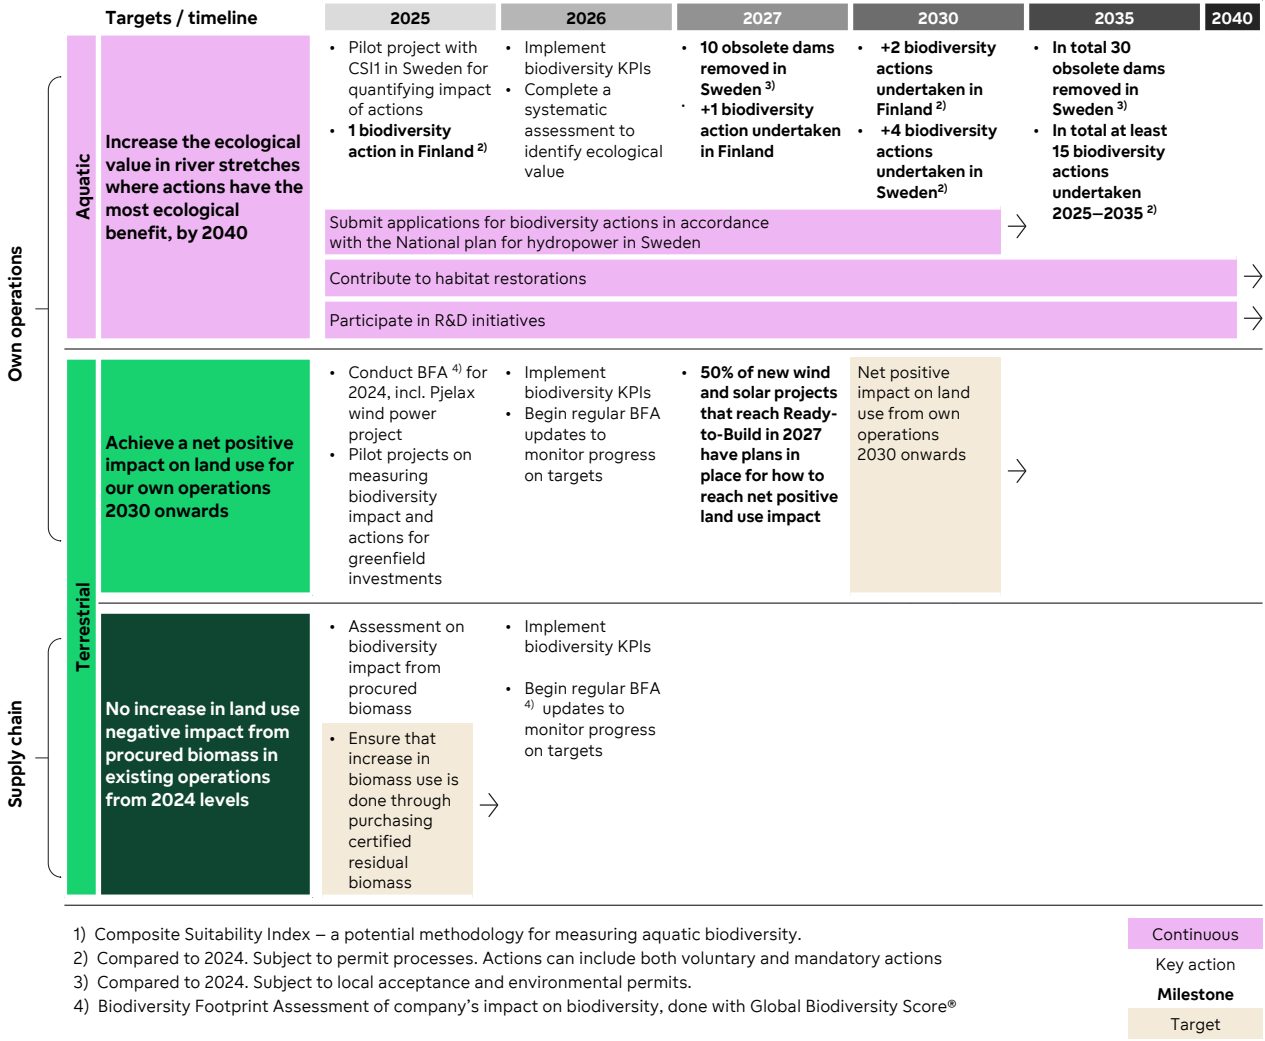 Targets / timeline
2025
2026
2027
2030
2035
2040
Own operations
Aquatic
Increase the ecological
value in river stretches
where actions have the
most ecological
benefit, by 2040
• Pilot project with
CSI1 in Sweden for
quantifying impact
of actions
• 1 biodiversity
action in Finland 2)
• Implement
biodiversity KPIs
• Complete a
systematic
assessment to
identify ecological
value
• 10 obsolete dams
removed in
Sweden 3)
• +1 biodiversity
action undertaken
in Finland
• +2 biodiversity
actions
undertaken in
Finland 2)
• +4 biodiversity
actions
undertaken in
Sweden2)
• In total 30
obsolete dams
removed in
Sweden 3)
• In total at least
15 biodiversity
actions
undertaken
2025–2035 2)
Submit applications for biodiversity actions in accordance
with the National plan for hydropower in Sweden
Contribute to habitat restorations
Participate in R&D initiatives
Terrestrial
Achieve a net positive
impact on land use for
our own operations
2030 onwards
• Conduct BFA 4) for
2024, incl. Pjelax
wind power
project
• Pilot projects on
measuring
biodiversity
impact and
actions for
greenfield
investments
• Implement
biodiversity KPIs
• Begin regular BFA
updates to
monitor progress
on targets
• 50% of new wind
and solar projects
that reach Ready-
to-Build in 2027
have plans in
place for how to
reach net positive
land use impact
Net positive
impact on land
use from own
operations
2030 onwards
Supply chain
No increase in land use
negative impact from
procured biomass in
existing operations
from 2024 levels
• Assessment on
biodiversity
impact from
procured
biomass
• Ensure that
increase in
biomass use is
done through
purchasing
certified
residual
biomass
• Implement
biodiversity KPIs
• Begin regular BFA
4) updates to
monitor progress
on targets
1) Composite Suitability Index – a potential methodology for measuring aquatic biodiversity.
2) Compared to 2024. Subject to permit processes. Actions can include both voluntary and mandatory actions
3) Compared to 2024. Subject to local acceptance and environmental permits.
4) Biodiversity Footprint Assessment of company's impact on biodiversity, done with Global Biodiversity Score®
Continuous
Key action
Milestone
Target